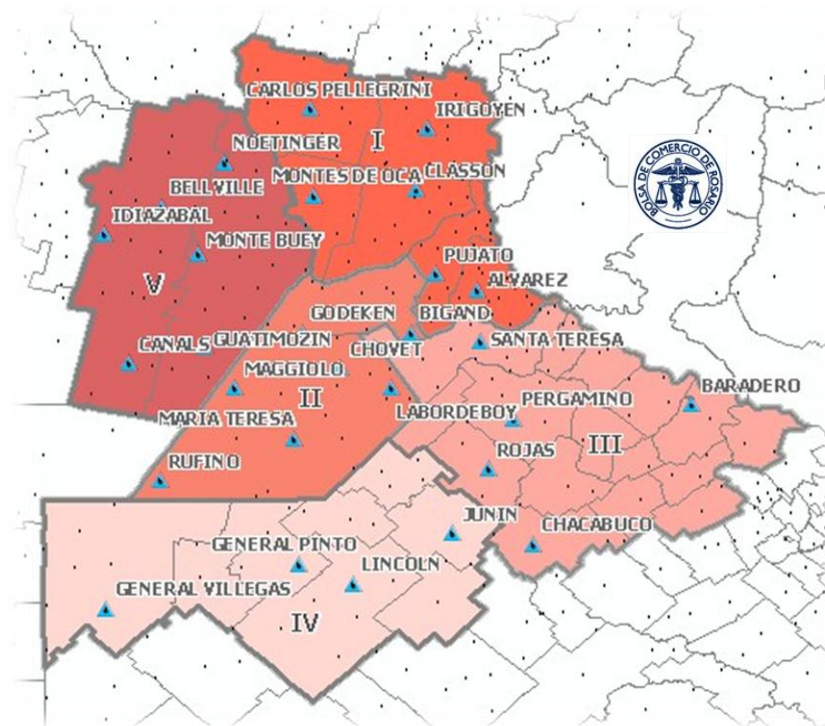 CARLOS PELLEGRINI
IRIGOYEN
I
NOETINGER
BELLVILLE
MONTES DE OCA
CLASSON
IDIAZABAL
MONTE BUEY
PUJATO
ALVAREZ
V
GODEKEN
BIGAND
CANALS
GUATIMOZIN
CHOVET
SANTA TERESA
MAGGIOLO
II
LABORDEBOY
PERGAMINO
BARADERO
MARIA TERESA
III
RUFINO
ROJAS
JUNIN
CHACABUCO
GENERAL PINTO
LINCOLN
GENERAL VILLEGAS
IV
BOLSA DE COMERCIO DE ROSARIO